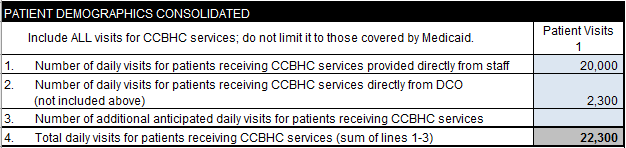 PATIENT DEMOGRAPHICS CONSOLIDATED
Include ALL visits for CCBHC services; do not limit it to those covered by Medicaid. Patient Visits
1
1. Number of daily visits for patients receiving CCBHC services provided directly from staff 20,000
2. Number of daily visits for patients receiving CCBHC services directly from DCO
(not included above) 2,300
3. Number of additional anticipated daily visits for patients receiving CCBHC services
4. Total daily visits for patients receiving CCBHC services (sum of lines 1-3) 22,300